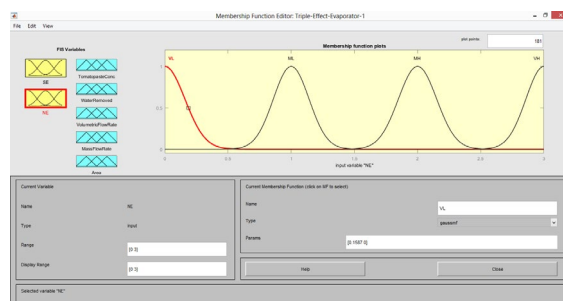 Membership Function Editor: Triple-Effect-Evaporator-1
File Edit View
FIS Variables
Membership function plots
plot points:
181
SE
NE
TomatopasteConc.
WaterRemoved
VolumetricFlowRate
MassFlowRate
Area
VL ML MH VH
1
0.5
0
0 0.5 1 1.5 2 2.5 3
input variable "NE"
Current Variable
Name NE
Type input
Range [0 3]
Display Range [0 3]
Current Membership Function (click on MF to select)
Name VL
Type gaussmf
Params
Help Close
Selected variable "NE"